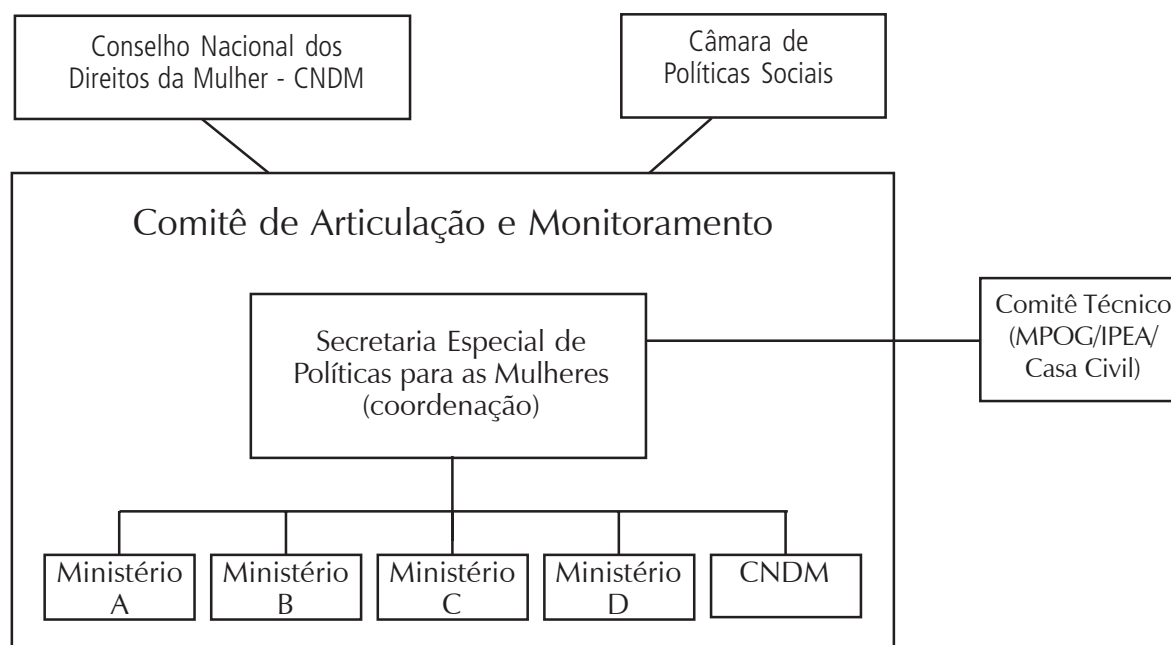 Conselho Nacional dos
Direitos da Mulher - CNDM
Câmara de
Políticas Sociais
Comitê de Articulação e Monitoramento
Secretaria Especial de
Políticas para as Mulheres
(coordenação)
Comitê Técnico
(MPOG/IPEA/
Casa Civil)
Ministério
A
Ministério
B
Ministério
C
Ministério
D
CNDM